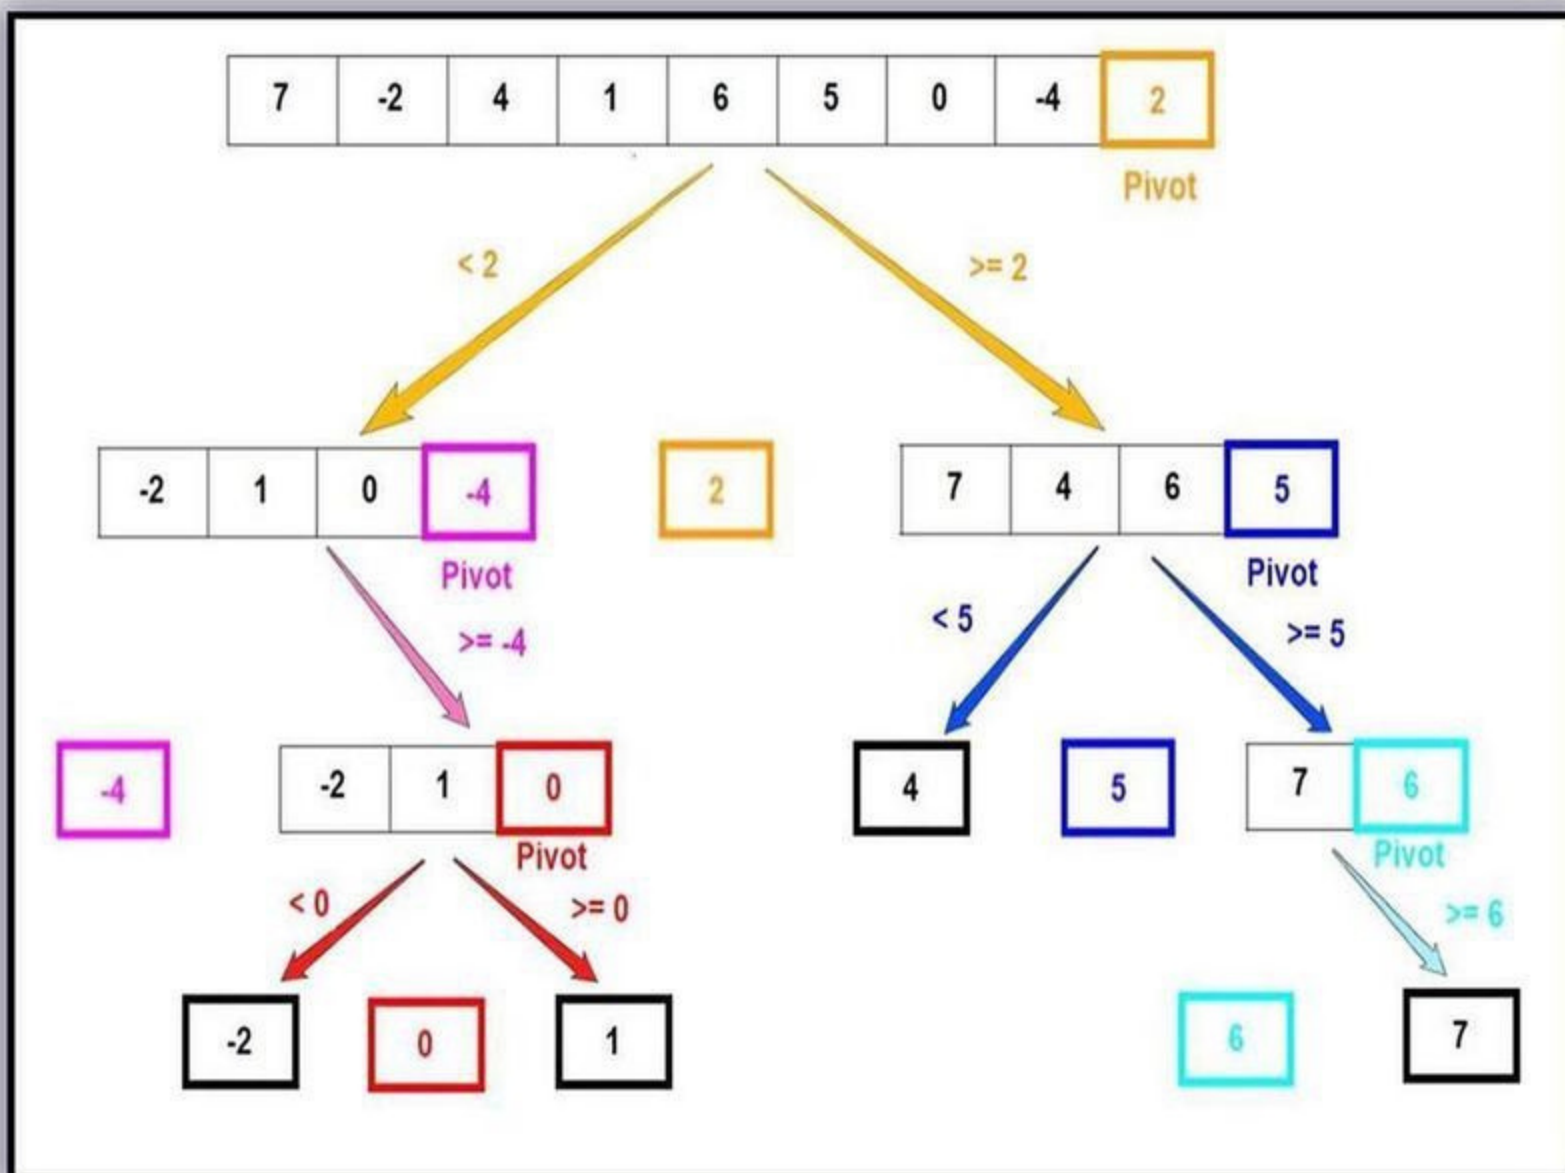 7 -2 4 1 6 5 0 -4 2
Pivot
< 2 >= 2
-2 1 0 -4 2 7 4 6 5
Pivot Pivot
< 5 >= 5
>= -4
-4 -2 1 0 4 5 7 6
Pivot Pivot
< 0 >= 0 >= 6
-2 0 1 6 7